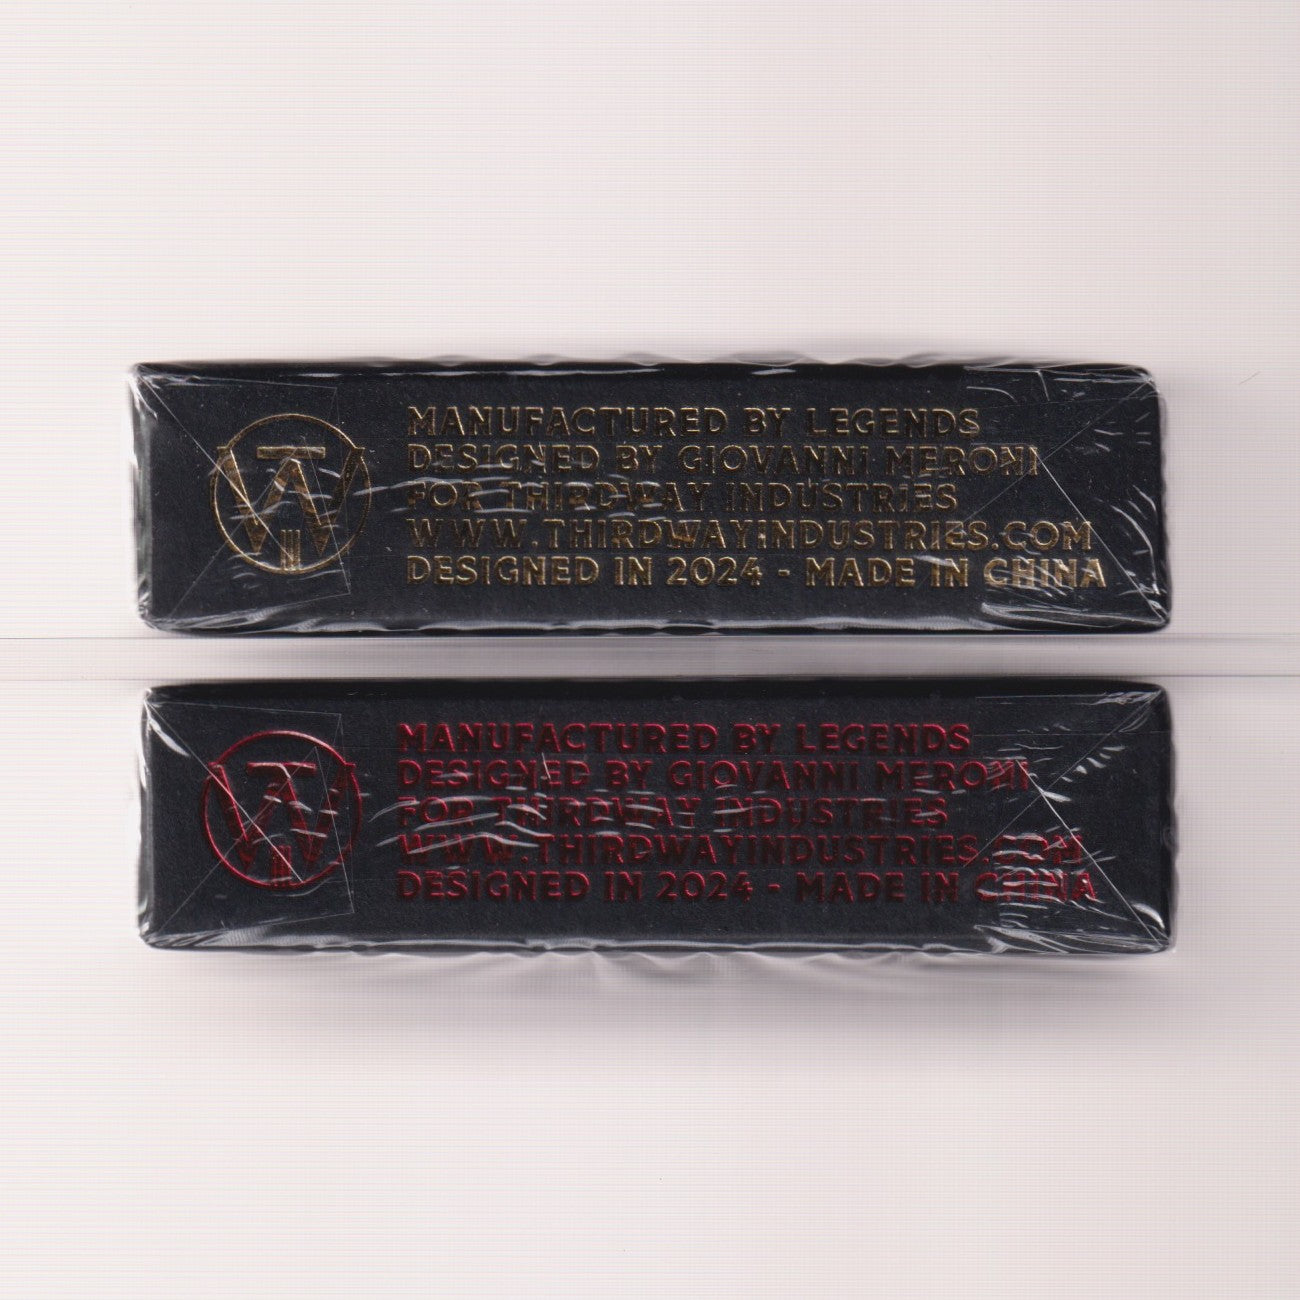 MANUFACTURED BY LEGENDS
DESIGNED BY GIOVANNI MERONI
FOR THIRDWAY INDUSTRIES
WWW.THIRDWAYINDUSTRIES.COM
DESIGNED IN 2024 - MADE IN CHINA
MANUFACTURED BY LEGENDS
DESIGNED BY GIOVANNI MERONI
FOR THIRDWAY INDUSTRIES
WWW.THIRDWAYINDUSTRIES.COM
DESIGNED IN 2024 - MADE IN CHINA